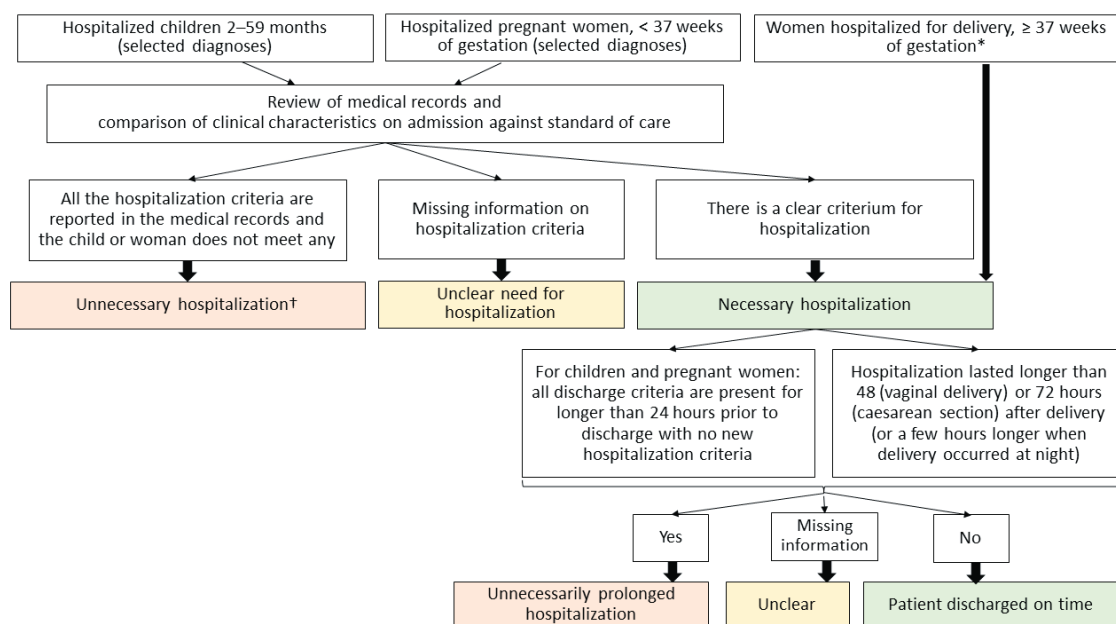 Hospitalized children 2–59 months
(selected diagnoses)
Hospitalized pregnant women, < 37 weeks
of gestation (selected diagnoses)
Women hospitalized for delivery, ≥ 37 weeks
of gestation*
Review of medical records and
comparison of clinical characteristics on admission against standard of care
All the hospitalization criteria are
reported in the medical records and
the child or woman does not meet any
Missing information on
hospitalization criteria
There is a clear criterium for
hospitalization
Unnecessary hospitalization†
Unclear need for
hospitalization
Necessary hospitalization
For children and pregnant women:
all discharge criteria are present for
longer than 24 hours prior to
discharge with no new
hospitalization criteria
Hospitalization lasted longer than
48 (vaginal delivery) or 72 hours
(caesarean section) after delivery
(or a few hours longer when
delivery occurred at night)
Yes
Missing
information
No
Unnecessarily prolonged
hospitalization
Unclear
Patient discharged on time